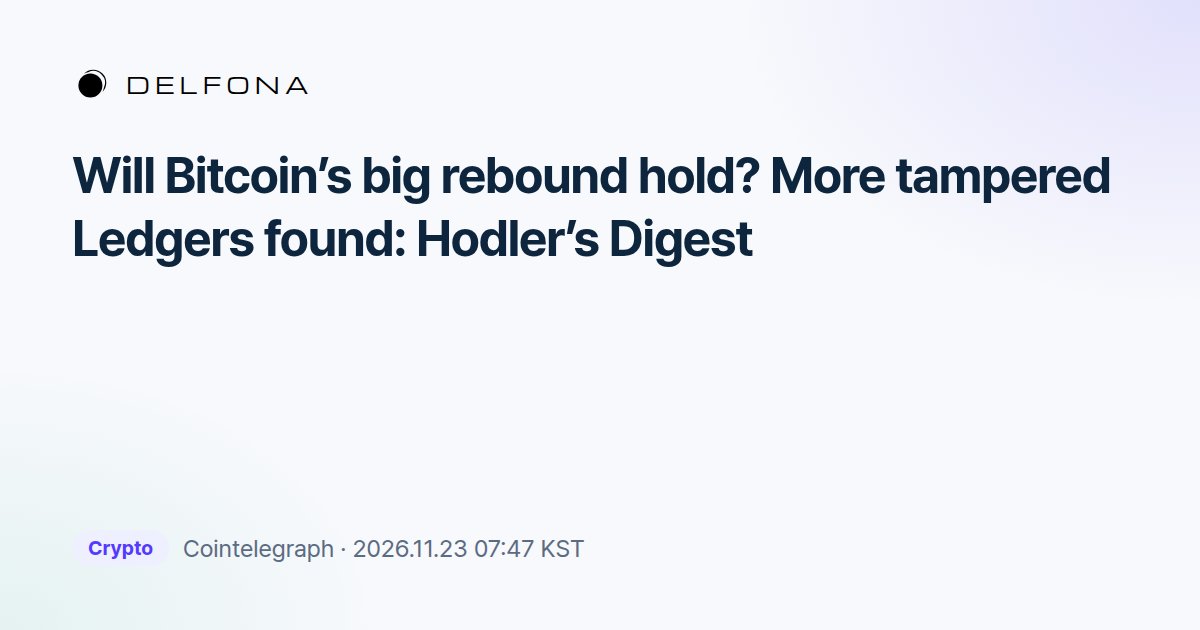 DELFONA
Will Bitcoin’s big rebound hold? More tampered
Ledgers found: Hodler’s Digest
Crypto Cointelegraph · 2026.11.23 07:47 KST